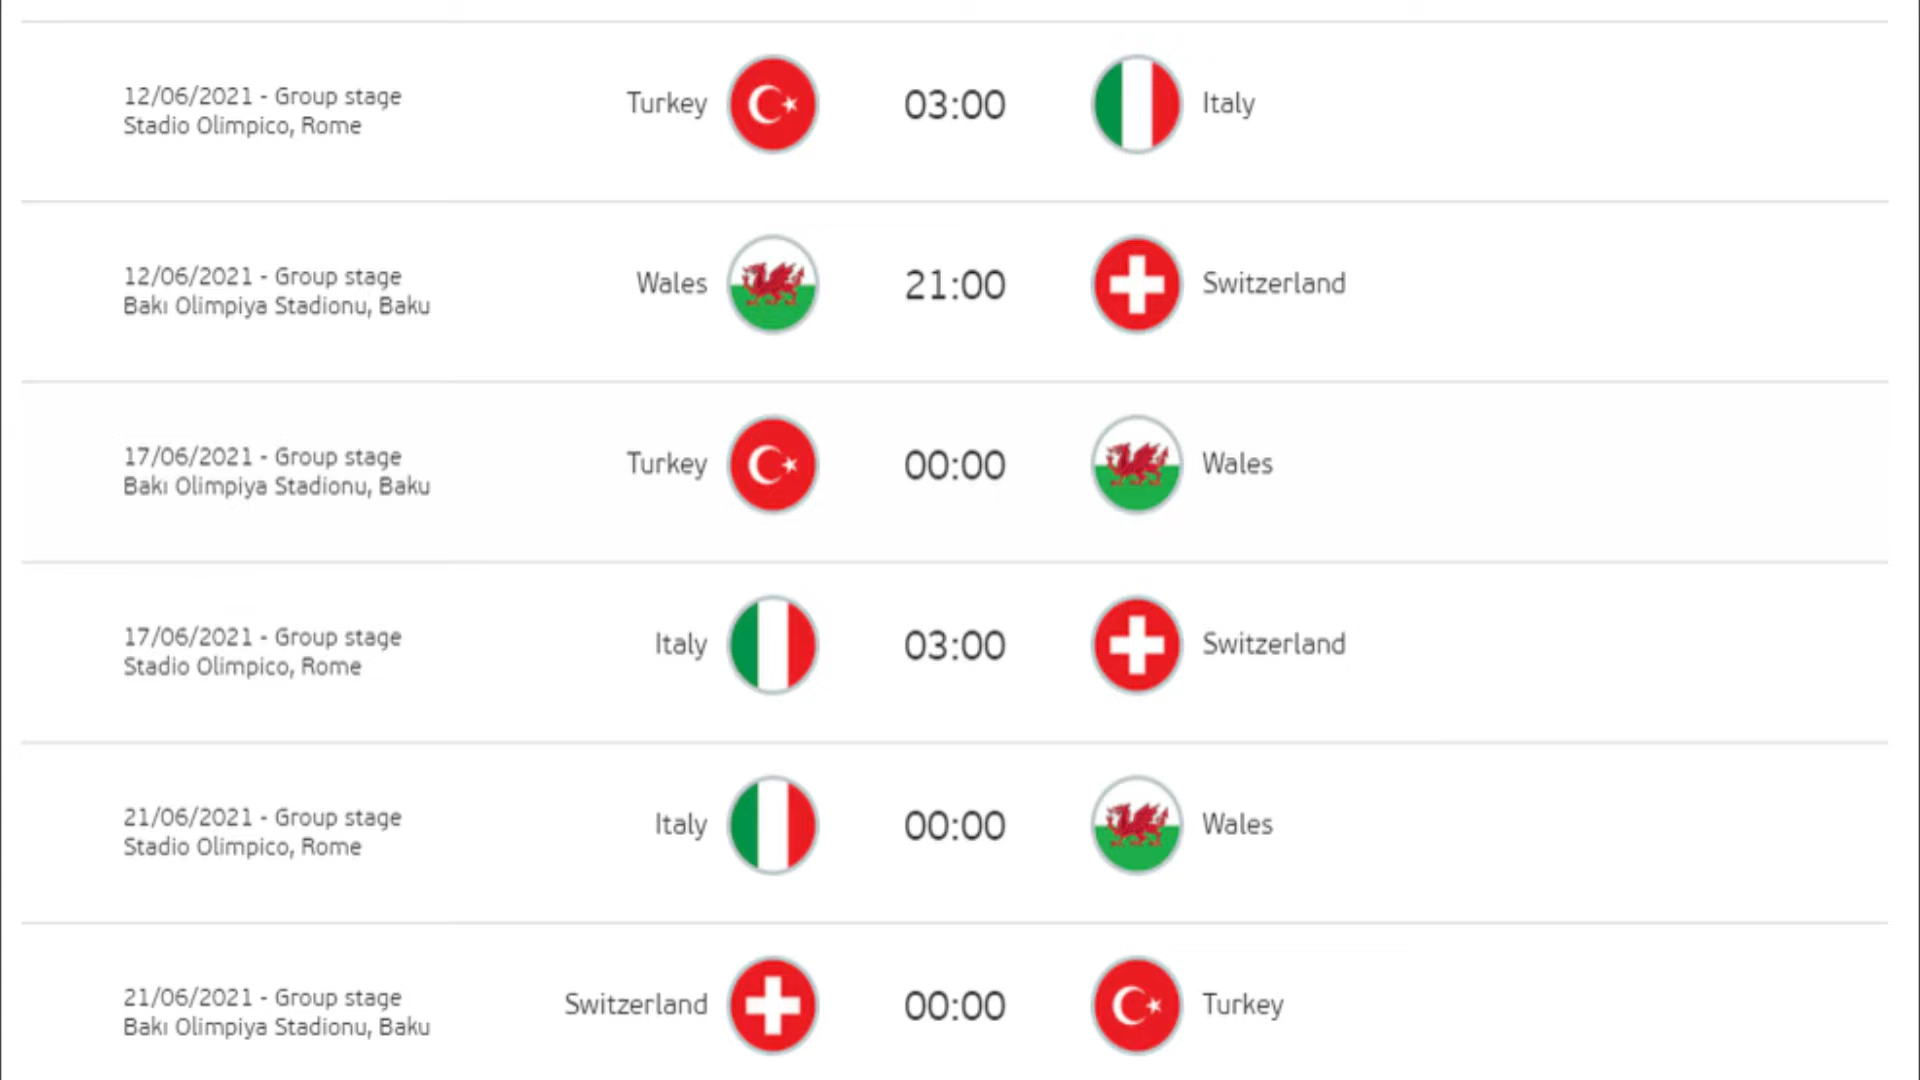 12/06/2021 - Group stage
Stadio Olimpico, Rome
Turkey 03:00 Italy
12/06/2021 - Group stage
Bakı Olimpiya Stadionu, Baku
Wales 21:00 Switzerland
17/06/2021 - Group stage
Bakı Olimpiya Stadionu, Baku
Turkey 00:00 Wales
17/06/2021 - Group stage
Stadio Olimpico, Rome
Italy 03:00 Switzerland
21/06/2021 - Group stage
Stadio Olimpico, Rome
Italy 00:00 Wales
21/06/2021 - Group stage
Bakı Olimpiya Stadionu, Baku
Switzerland 00:00 Turkey